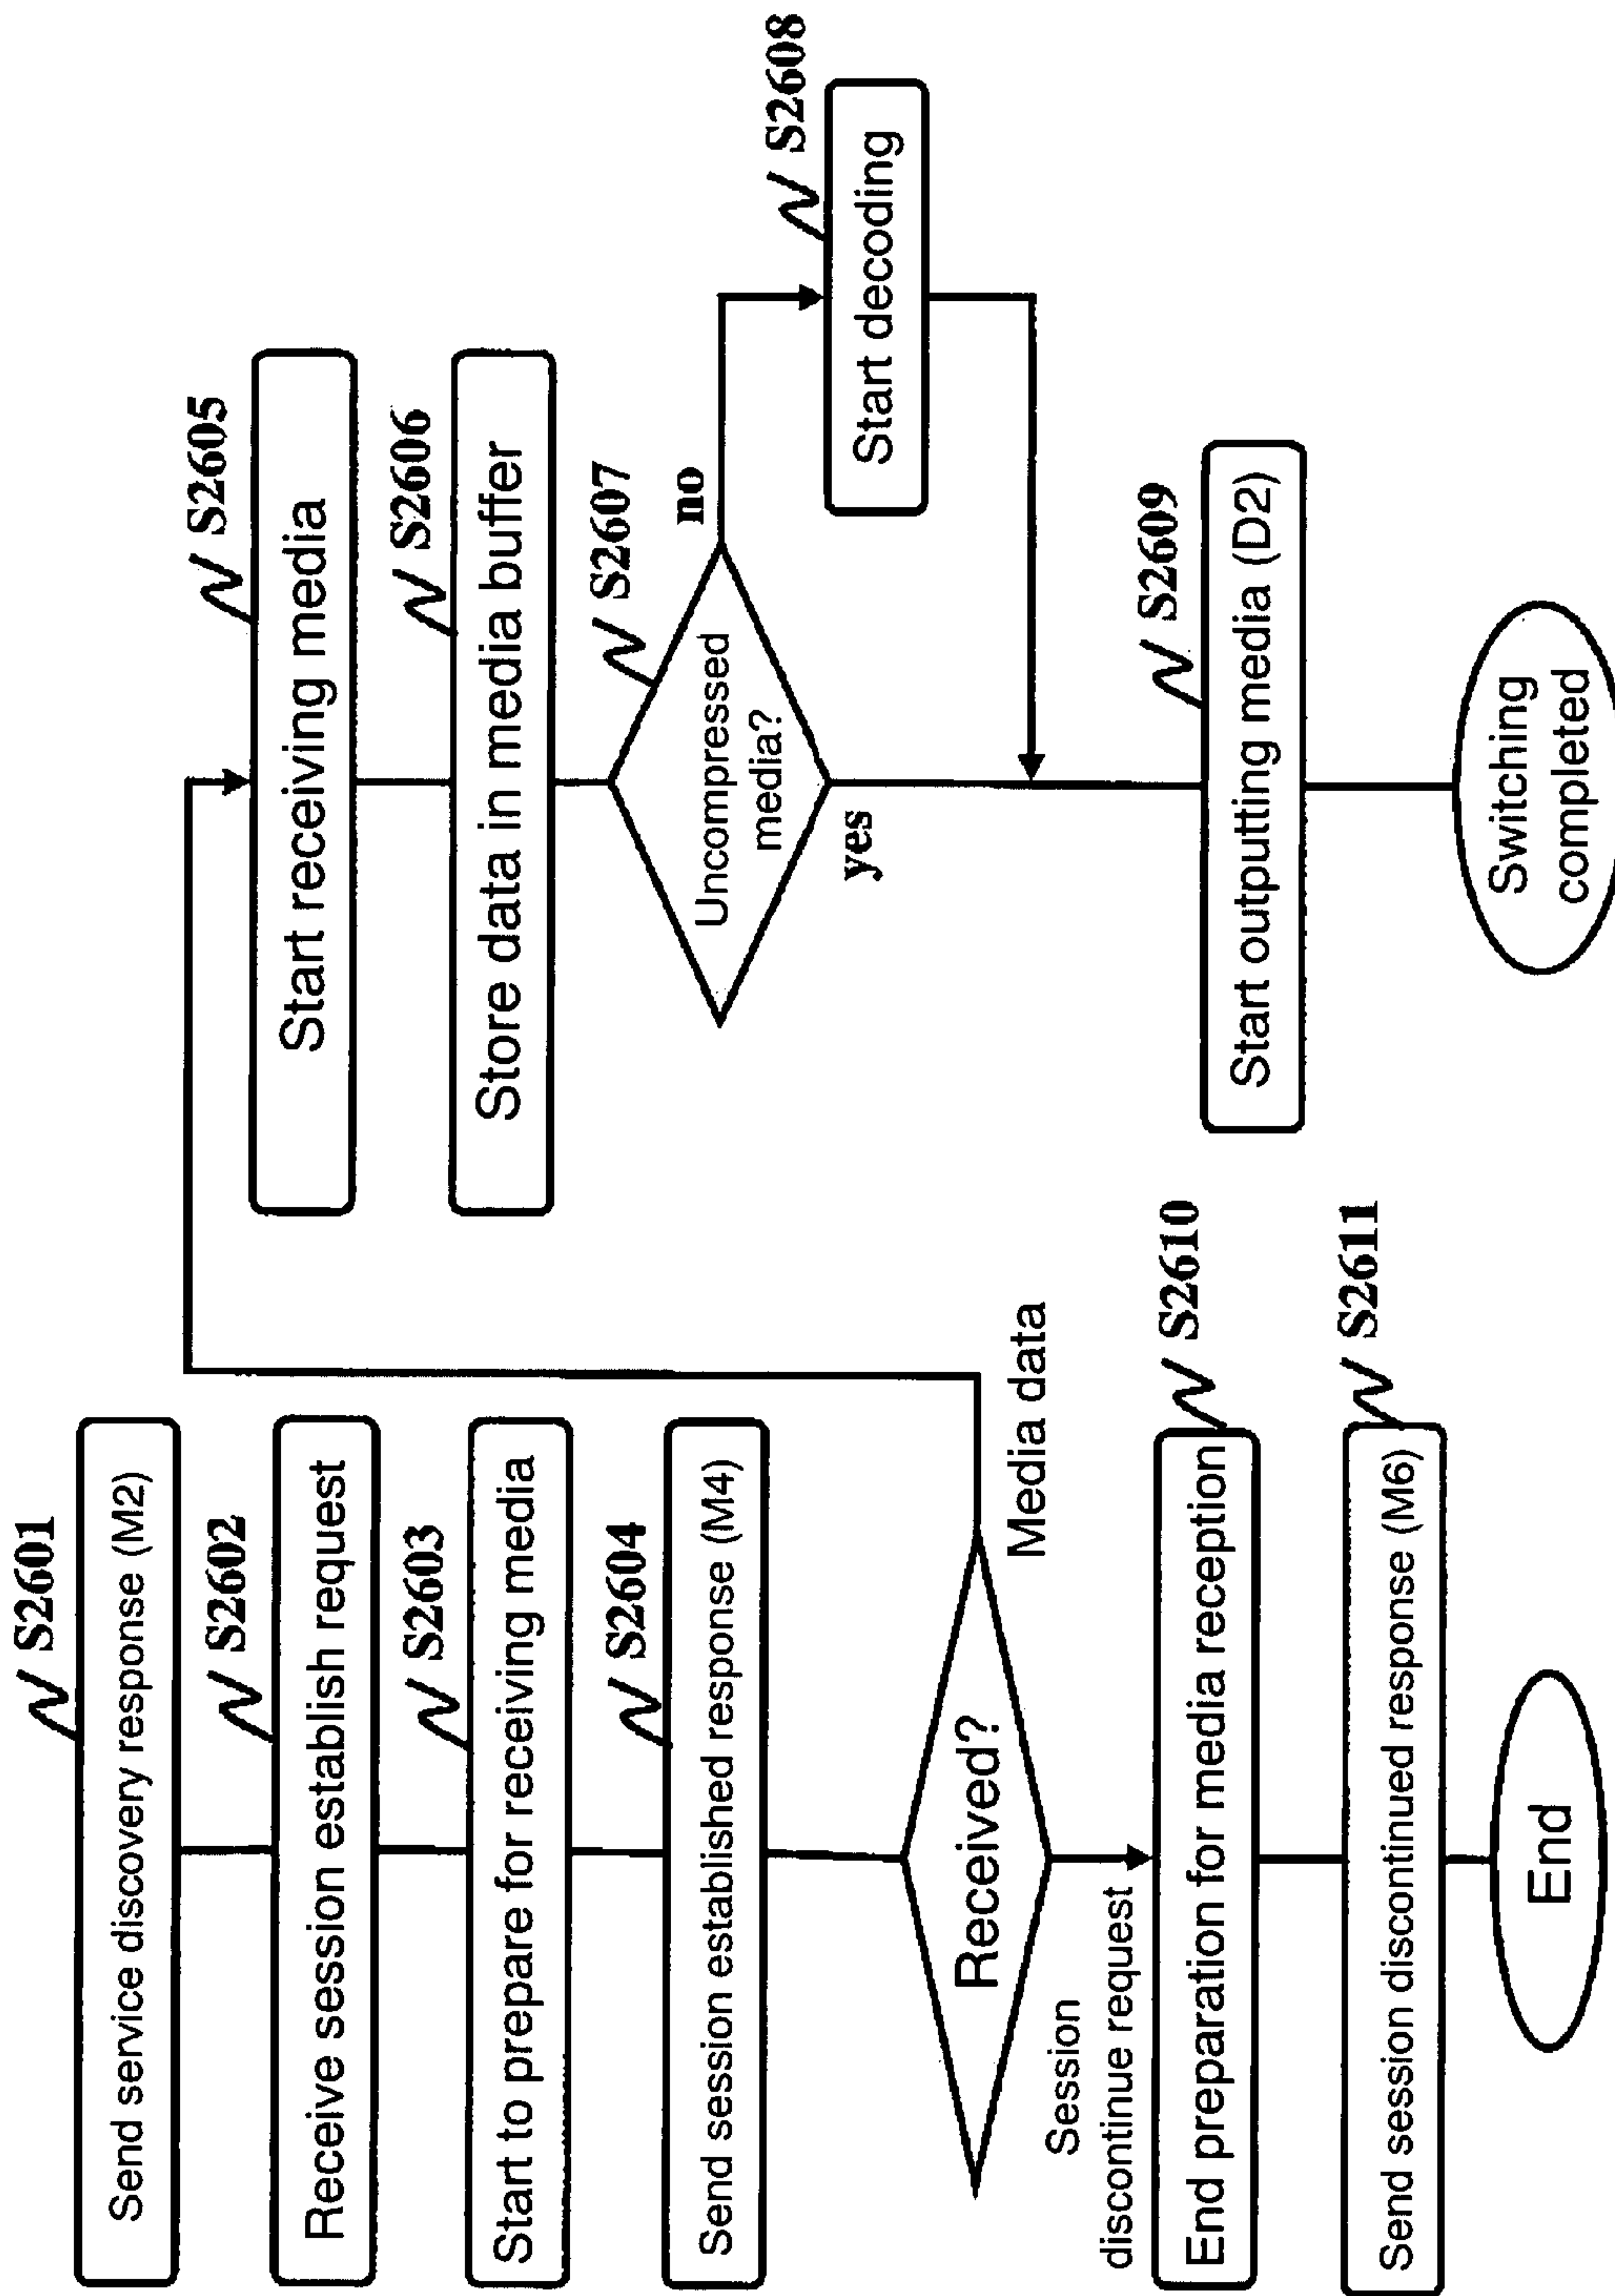 S2601
Send service discovery response (M2)
S2602
Receive session establish request
S2603
Start to prepare for receiving media
S2604
Send session established response (M4)
Received?
Media data
Session
discontinue request
S2610
End preparation for media reception
S2611
Send session discontinued response (M6)
End
S2605
Start receiving media
S2606
Store data in media buffer
S2607
Uncompressed
media?
no
yes
S2608
Start decoding
S2609
Start outputting media (D2)
Switching
completed